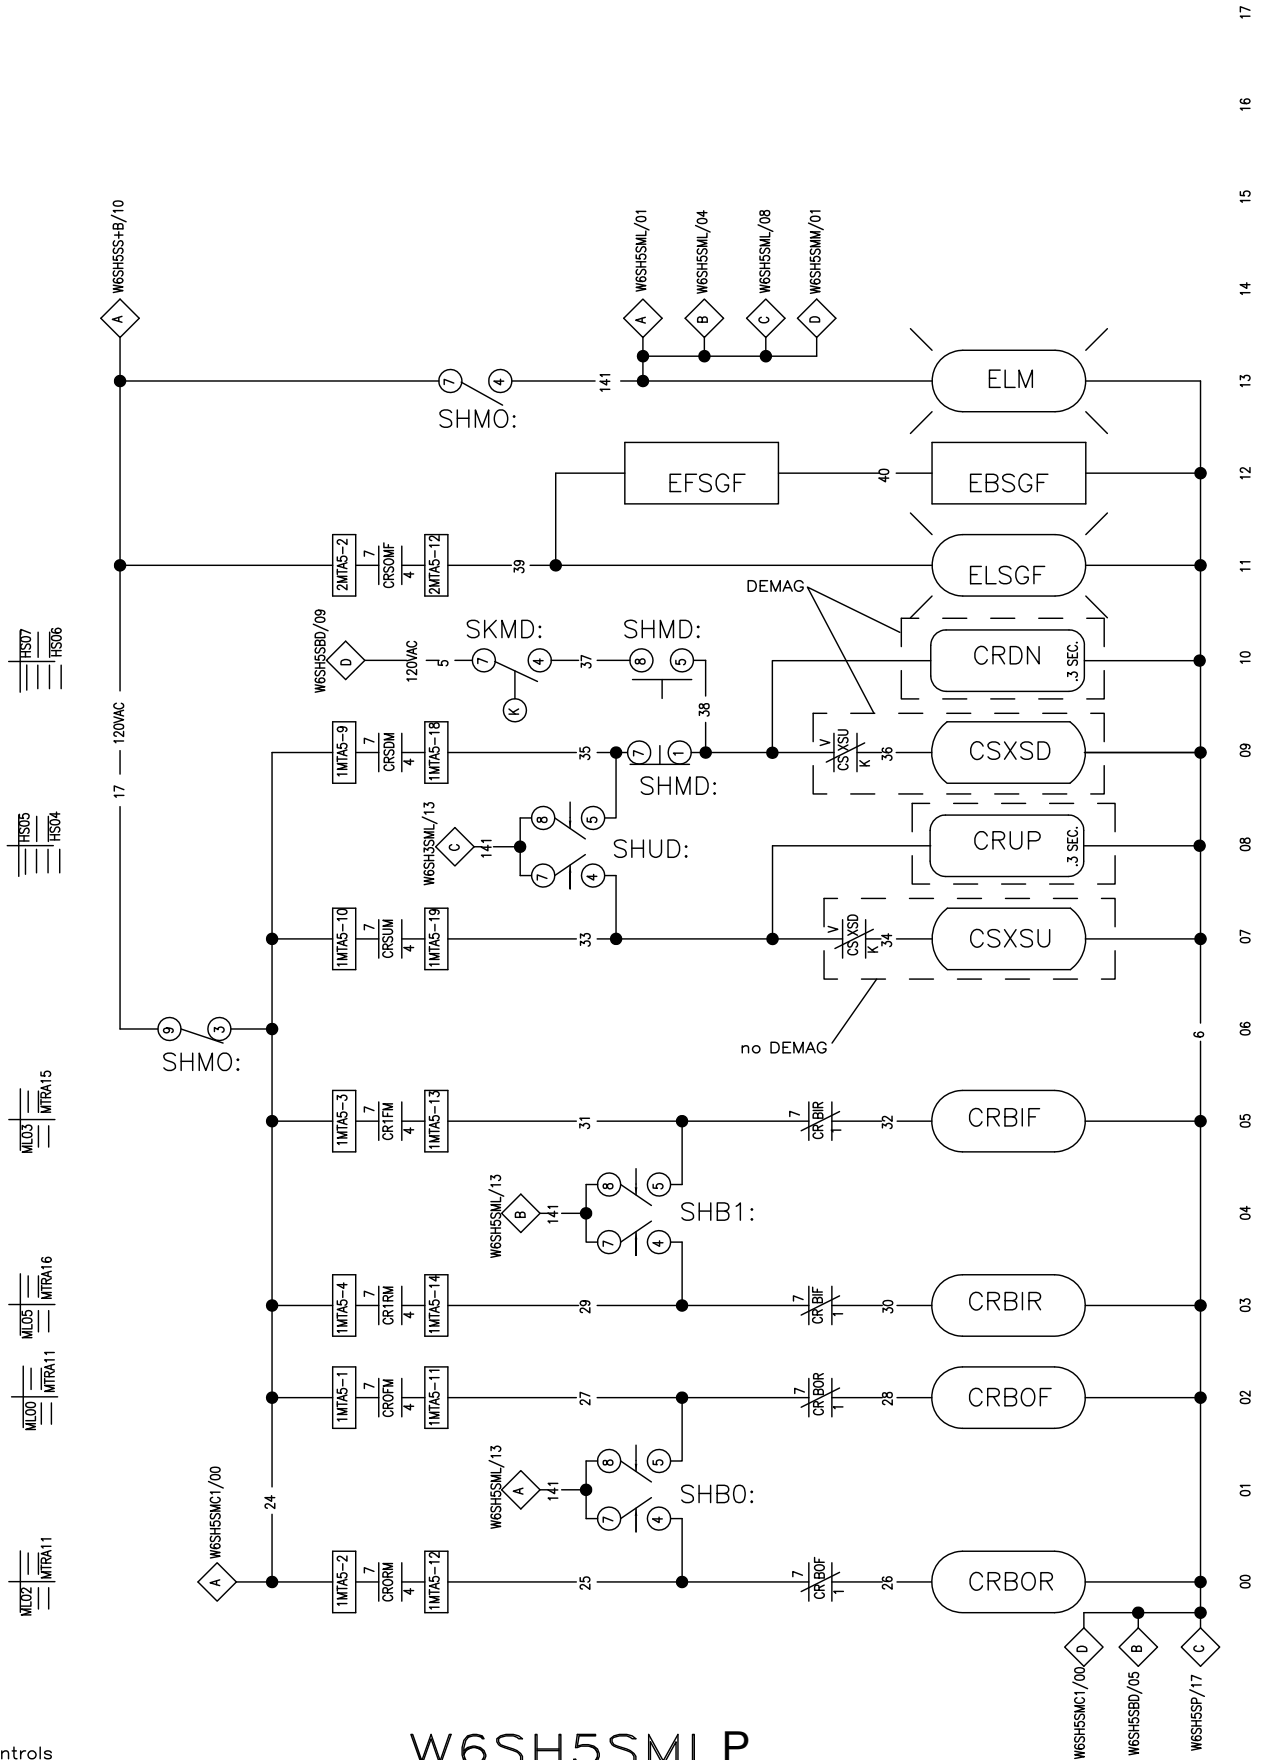 17
16
15
14
13
12
11
10
09
08
07
06
05
04
03
02
01
00
W6SH5SS+B/10
A
17
120VAC
7
4
SHMO:
141
A
W6SH5SML/01
B
W6SH5SML/04
C
W6SH5SML/08
D
W6SH5SMM/01
ELM
EFSGF
40
EBSGF
2MTA5-2
7
CRSOMF
4
2MTA5-12
39
ELSGF
HS07
HS06
W6SH5SBD/09
D
120VAC
5
SKMD:
7
4
K
37
SHMD:
8
5
38
DEMAG
CRDN
.3 SEC.
1MTA5-9
7
CRSDM
4
1MTA5-18
35
7
1
SHMD:
V
CSXSU
K
36
CSXSD
HS05
HS04
W6SH3SML/13
C
141
8
5
7
4
SHUD:
CRUP
.3 SEC.
1MTA5-10
7
CRSUM
4
1MTA5-19
33
V
CSXSD
K
34
CSXSU
no DEMAG
9
3
SHMO:
6
ML03
MTRA15
1MTA5-3
7
CR1FM
4
1MTA5-13
31
7
CRBIR
1
32
CRBIF
W6SH5SML/13
B
141
8
5
7
4
SHB1:
ML05
MTRA16
1MTA5-4
7
CR1RM
4
1MTA5-14
29
7
CRBIF
1
30
CRBIR
ML00
MTRA11
1MTA5-1
7
CROFM
4
1MTA5-11
27
7
CRBOR
1
28
CRBOF
W6SH5SML/13
A
141
8
5
7
4
SHB0:
W6SH5SMC1/00
A
24
ML02
MTRA11
1MTA5-2
7
CRORM
4
1MTA5-12
25
7
CRBOF
1
26
CRBOR
D
W6SH5SMC1/00
B
W6SH5SBD/05
C
W6SH5SP/17
ntrols
W6SH5SMLP